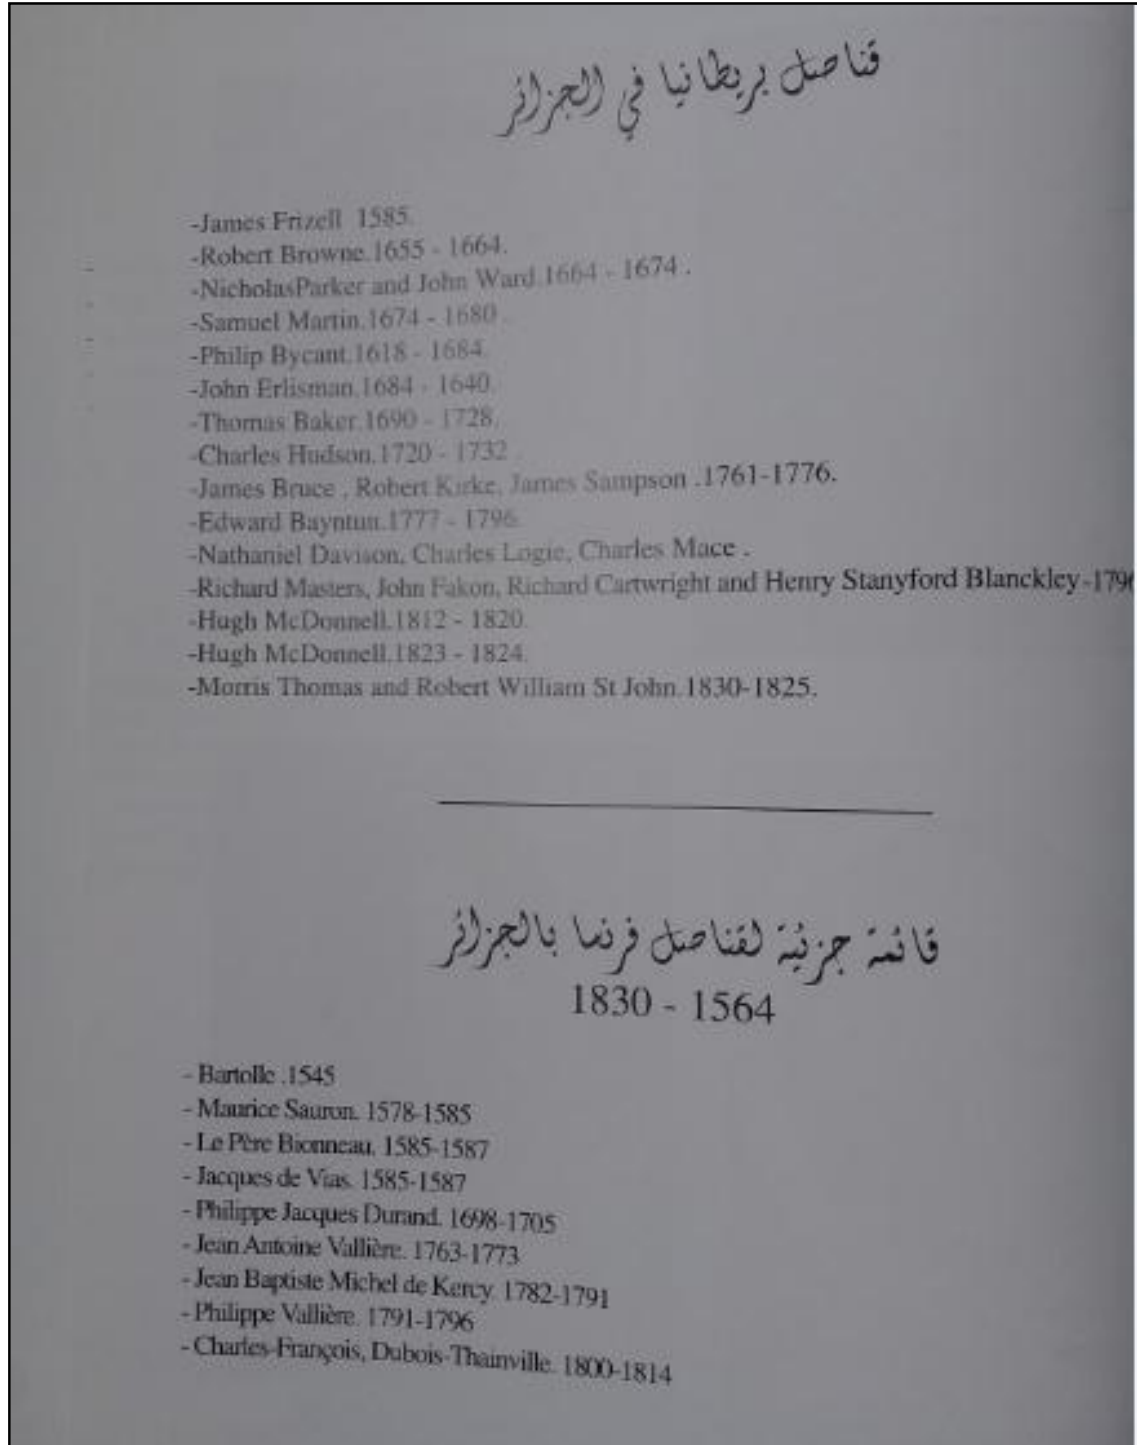 قناصل بريطانيا في الجزائر
-James Frizell 1585.
-Robert Browne.1655 - 1664.
-NicholasParker and John Ward.1664 - 1674 .
-Samuel Martin.1674 - 1680 .
-Philip Bycant.1618 - 1684.
-John Erlisman.1684 - 1640.
-Thomas Baker.1690 - 1728.
-Charles Hudson.1720 - 1732 .
-James Bruce , Robert Kirke, James Sampson .1761-1776.
-Edward Bayntun.1777 - 1796.
-Nathaniel Davison, Charles Logie, Charles Mace .
-Richard Masters, John Fakon, Richard Cartwright and Henry Stanyford Blanckley-1796
-Hugh McDonnell.1812 - 1820.
-Hugh McDonnell.1823 - 1824.
-Morris Thomas and Robert William St John.1830-1825.
قائمة جزئية لقناصل فرنسا بالجزائر
1830 - 1564
- Bartolle .1545
- Maurice Sauron. 1578-1585
- Le Père Bionneau. 1585-1587
- Jacques de Vias. 1585-1587
- Philippe Jacques Durand. 1698-1705
- Jean Antoine Vallière. 1763-1773
- Jean Baptiste Michel de Kercy. 1782-1791
- Philippe Vallière. 1791-1796
- Charles-François, Dubois-Thainville. 1800-1814